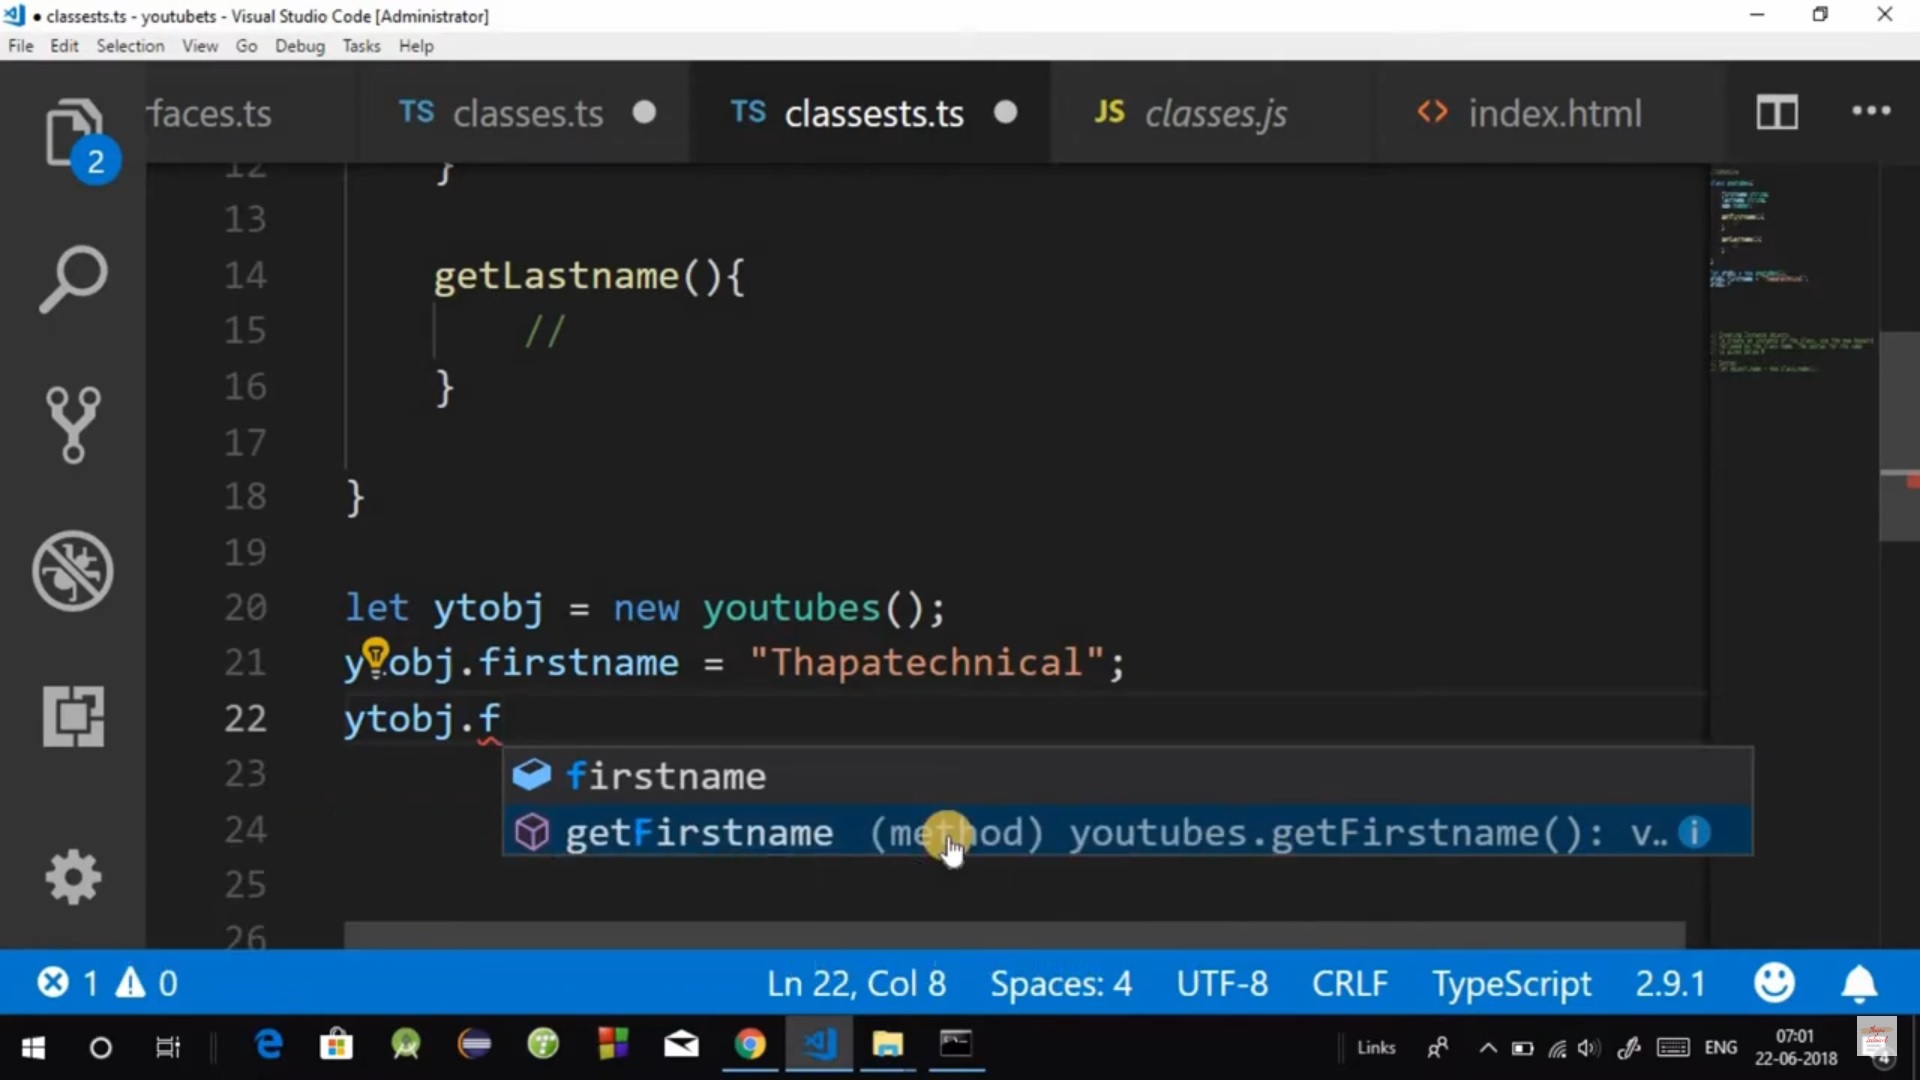 classests.ts - youtubets - Visual Studio Code [Administrator]
File Edit Selection View Go Debug Tasks Help
rfaces.ts
TS classes.ts
TS classests.ts
JS classes.js
<> index.html
2
12 }
13
14 getLastname(){
15 //
16 }
17
18 }
19
20 let ytobj = new youtubes();
21 ytobj.firstname = "Thapatechnical";
22 ytobj.f
23 firstname
24 getFirstname (method) youtubes.getFirstname(): v..
25
26
1 0 Ln 22, Col 8 Spaces: 4 UTF-8 CRLF TypeScript 2.9.1
Links ENG 07:01
22-06-2018
4